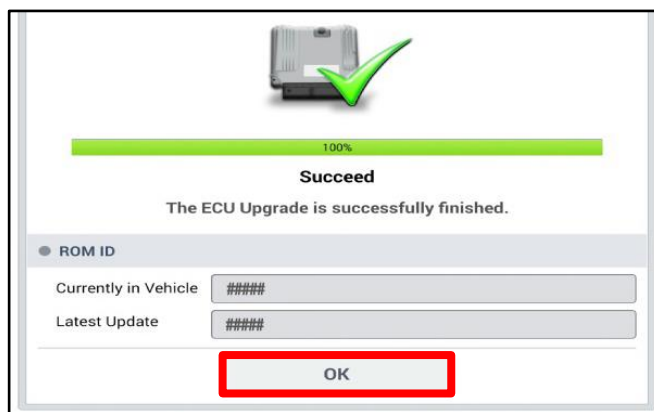 100%
Succeed
The ECU Upgrade is successfully finished.
ROM ID
Currently in Vehicle #####
Latest Update #####
OK